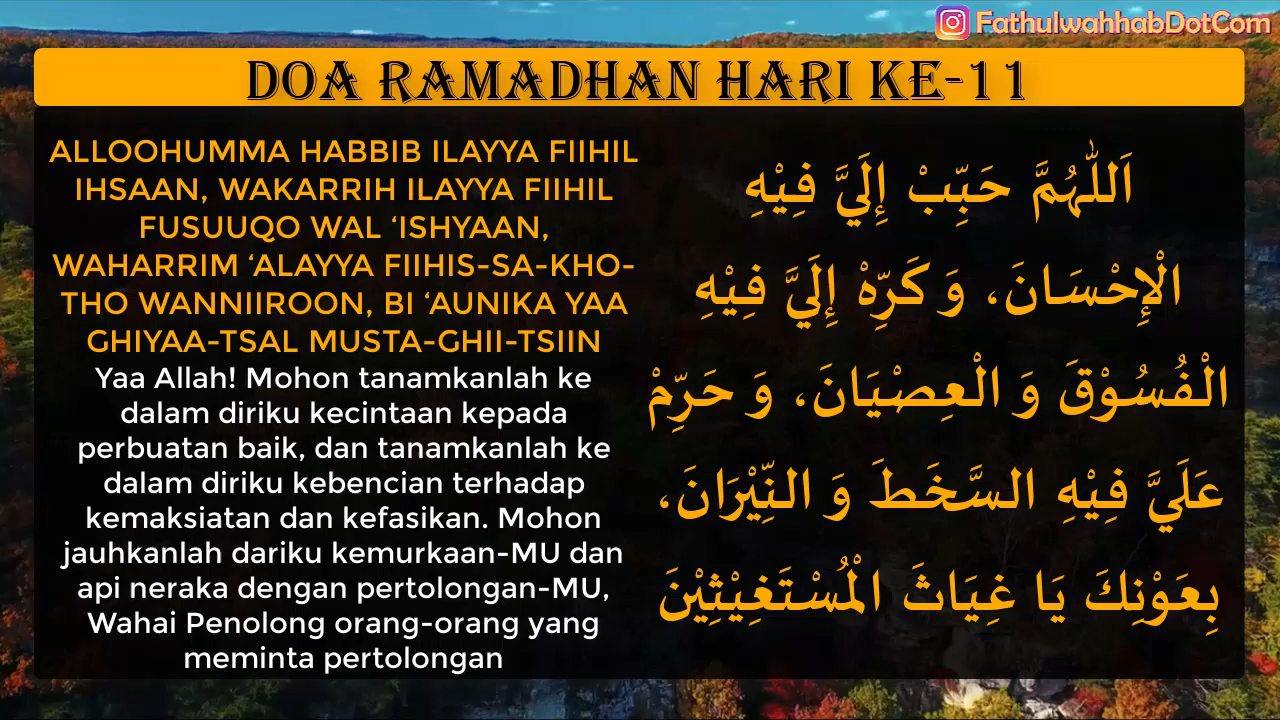 FathulwahhabDotCom
DOA RAMADHAN HARI KE-11
ALLOOHUMMA HABBIB ILAYYA FIIHIL
IHSAAN, WAKARRIH ILAYYA FIIHIL
FUSUUQO WAL ‘ISHYAAN,
WAHARRIM ‘ALAYYA FIIHIS-SA-KHO-
THO WANNIIROON, BI ‘AUNIKA YAA
GHIYAA-TSAL MUSTA-GHII-TSIIN
Yaa Allah! Mohon tanamkanlah ke
dalam diriku kecintaan kepada
perbuatan baik, dan tanamkanlah ke
dalam diriku kebencian terhadap
kemaksiatan dan kefasikan. Mohon
jauhkanlah dariku kemurkaan-MU dan
api neraka dengan pertolongan-MU,
Wahai Penolong orang-orang yang
meminta pertolongan
اَللّٰهُمَّ حَبِّبْ إِلَيَّ فِيْهِ
الْإِحْسَانَ، وَ كَرِّهْ إِلَيَّ فِيْهِ
الْفُسُوْقَ وَ الْعِصْيَانَ، وَ حَرِّمْ
عَلَيَّ فِيْهِ السَّخَطَ وَ النِّيْرَانَ،
بِعَوْنِكَ يَا غِيَاثَ الْمُسْتَغِيْثِيْنَ